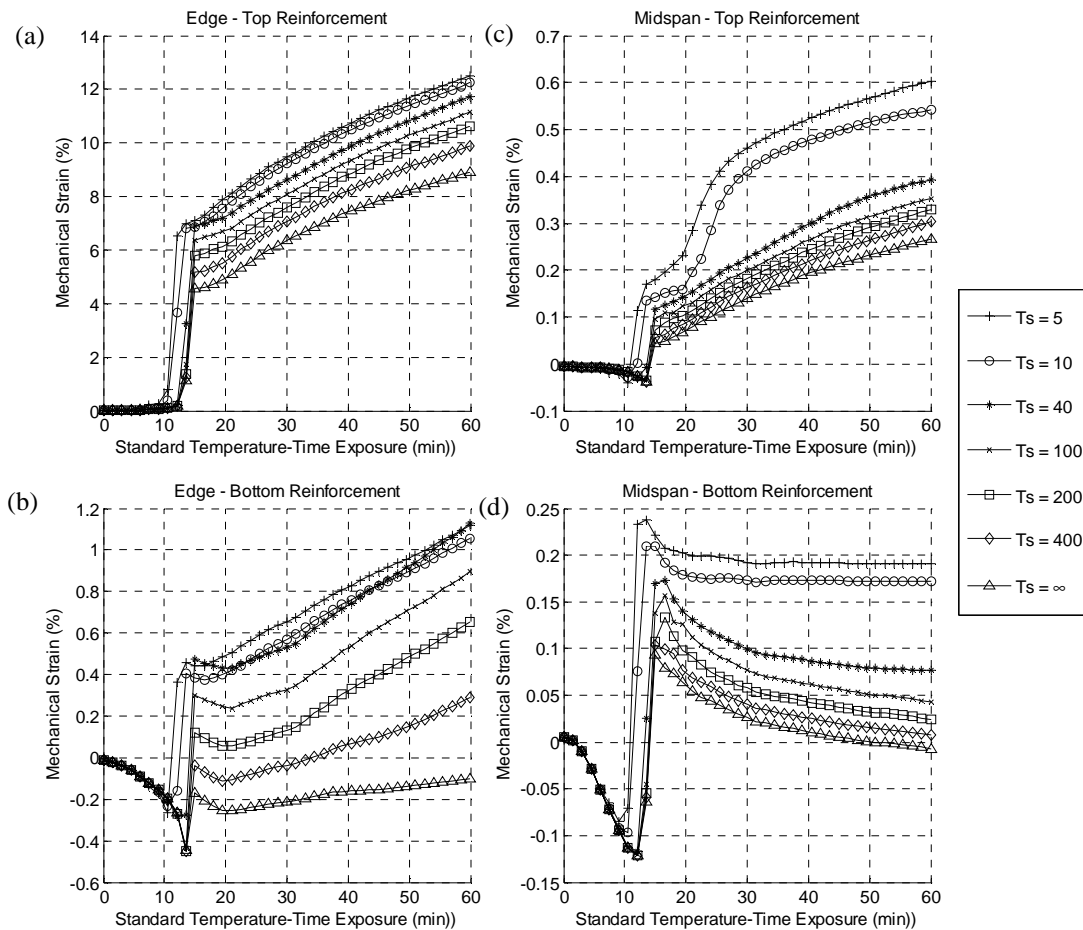 (a)
Edge - Top Reinforcement
14
12
10
8
6
4
2
0
Mechanical Strain (%)
0 10 20 30 40 50 60
Standard Temperature-Time Exposure (min))
(c)
Midspan - Top Reinforcement
0.7
0.6
0.5
0.4
0.3
0.2
0.1
0
-0.1
Mechanical Strain (%)
0 10 20 30 40 50 60
Standard Temperature-Time Exposure (min))
(b)
Edge - Bottom Reinforcement
1.2
1
0.8
0.6
0.4
0.2
0
-0.2
-0.4
-0.6
Mechanical Strain (%)
0 10 20 30 40 50 60
Standard Temperature-Time Exposure (min))
(d)
Midspan - Bottom Reinforcement
0.25
0.2
0.15
0.1
0.05
0
-0.05
-0.1
-0.15
Mechanical Strain (%)
0 10 20 30 40 50 60
Standard Temperature-Time Exposure (min))
Ts = 5
Ts = 10
Ts = 40
Ts = 100
Ts = 200
Ts = 400
Ts = ∞